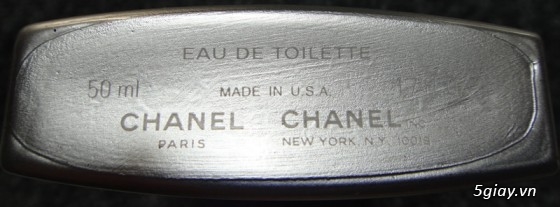 EAU DE TOILETTE
50 ml MADE IN U.S.A.
CHANEL CHANEL INC.
PARIS NEW YORK, N.Y. 10019
5giay.vn